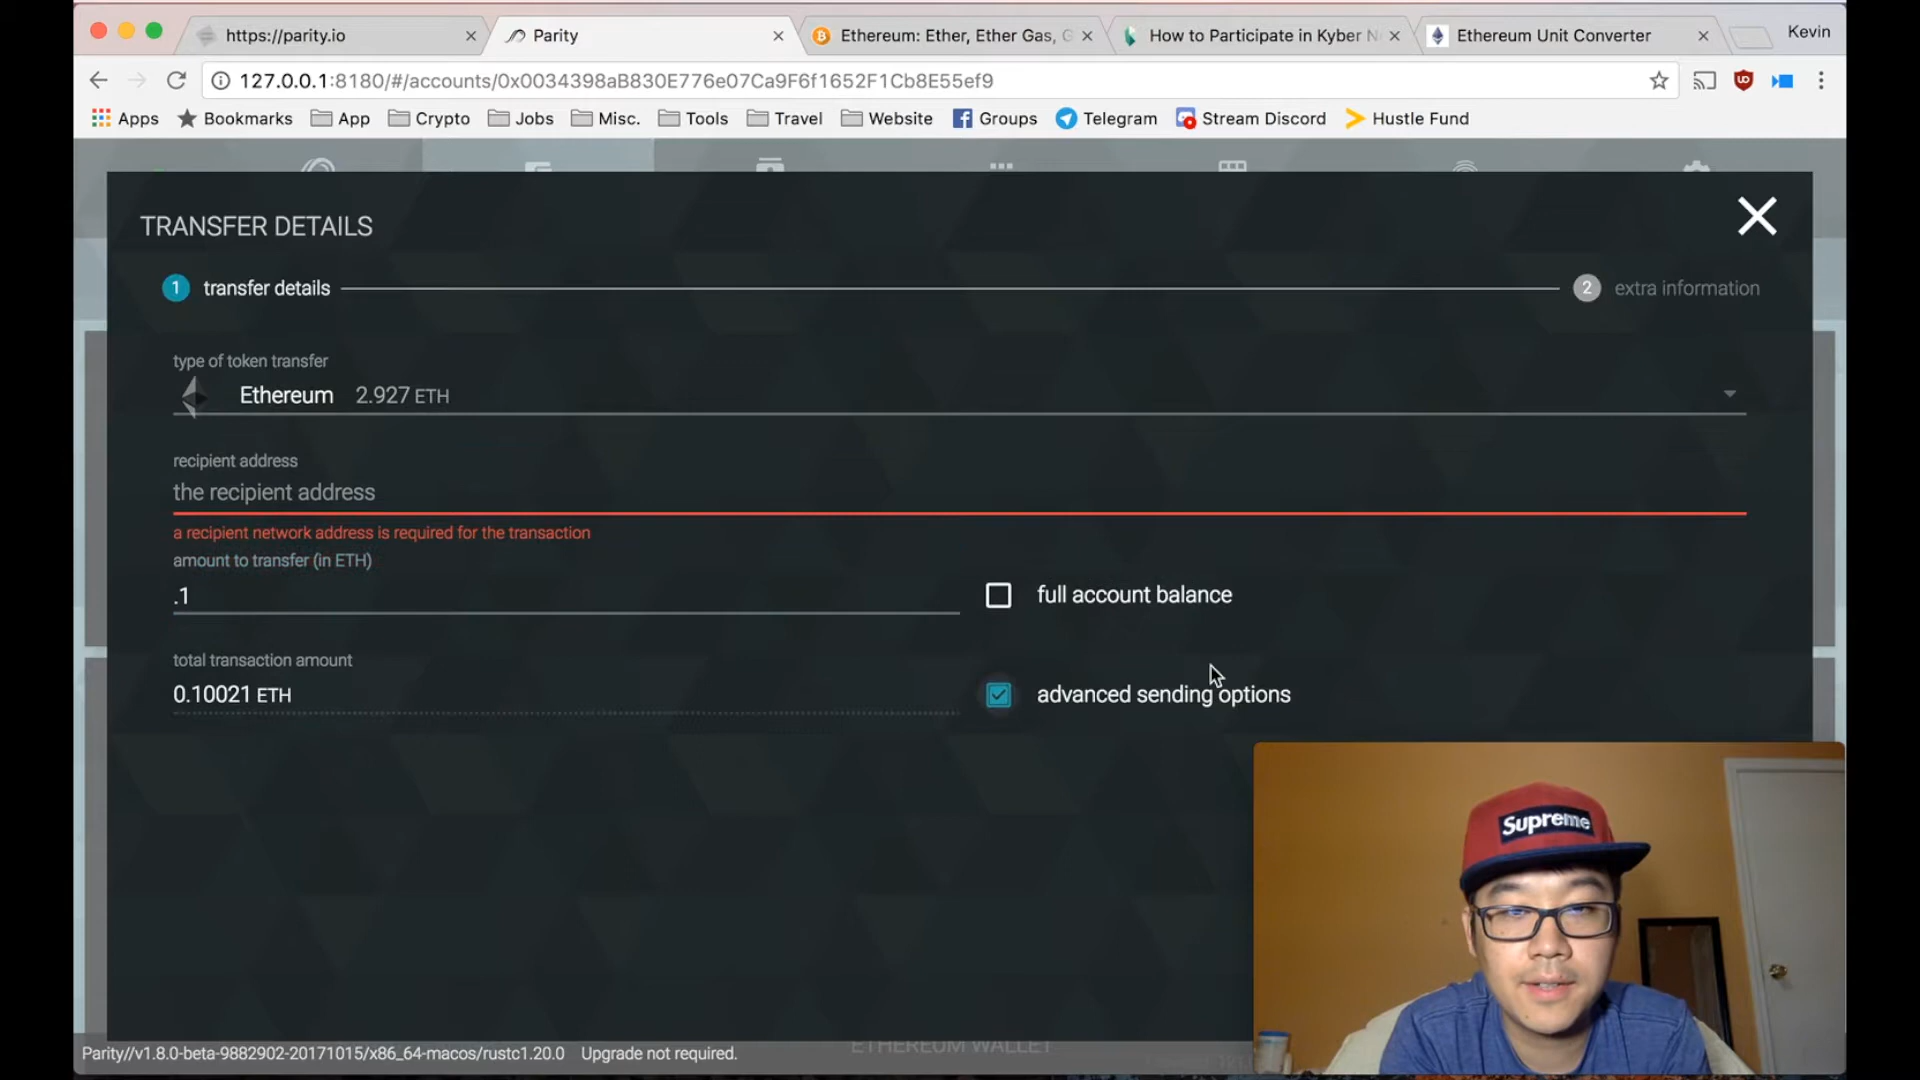 https://parity.io
Parity
Ethereum: Ether, Ether Gas, G
How to Participate in Kyber N
Ethereum Unit Converter
Kevin
127.0.0.1:8180/#/accounts/0x0034398aB830E776e07Ca9F6f1652F1Cb8E55ef9
Apps
Bookmarks
App
Crypto
Jobs
Misc.
Tools
Travel
Website
Groups
Telegram
Stream Discord
Hustle Fund
TRANSFER DETAILS
1 transfer details
2 extra information
type of token transfer
Ethereum 2.927 ETH
recipient address
the recipient address
a recipient network address is required for the transaction
amount to transfer (in ETH)
.1
full account balance
total transaction amount
0.10021 ETH
advanced sending options
Supreme
ETHEREUM WALLET
Parity//v1.8.0-beta-9882902-20171015/x86_64-macos/rustc1.20.0 Upgrade not required.